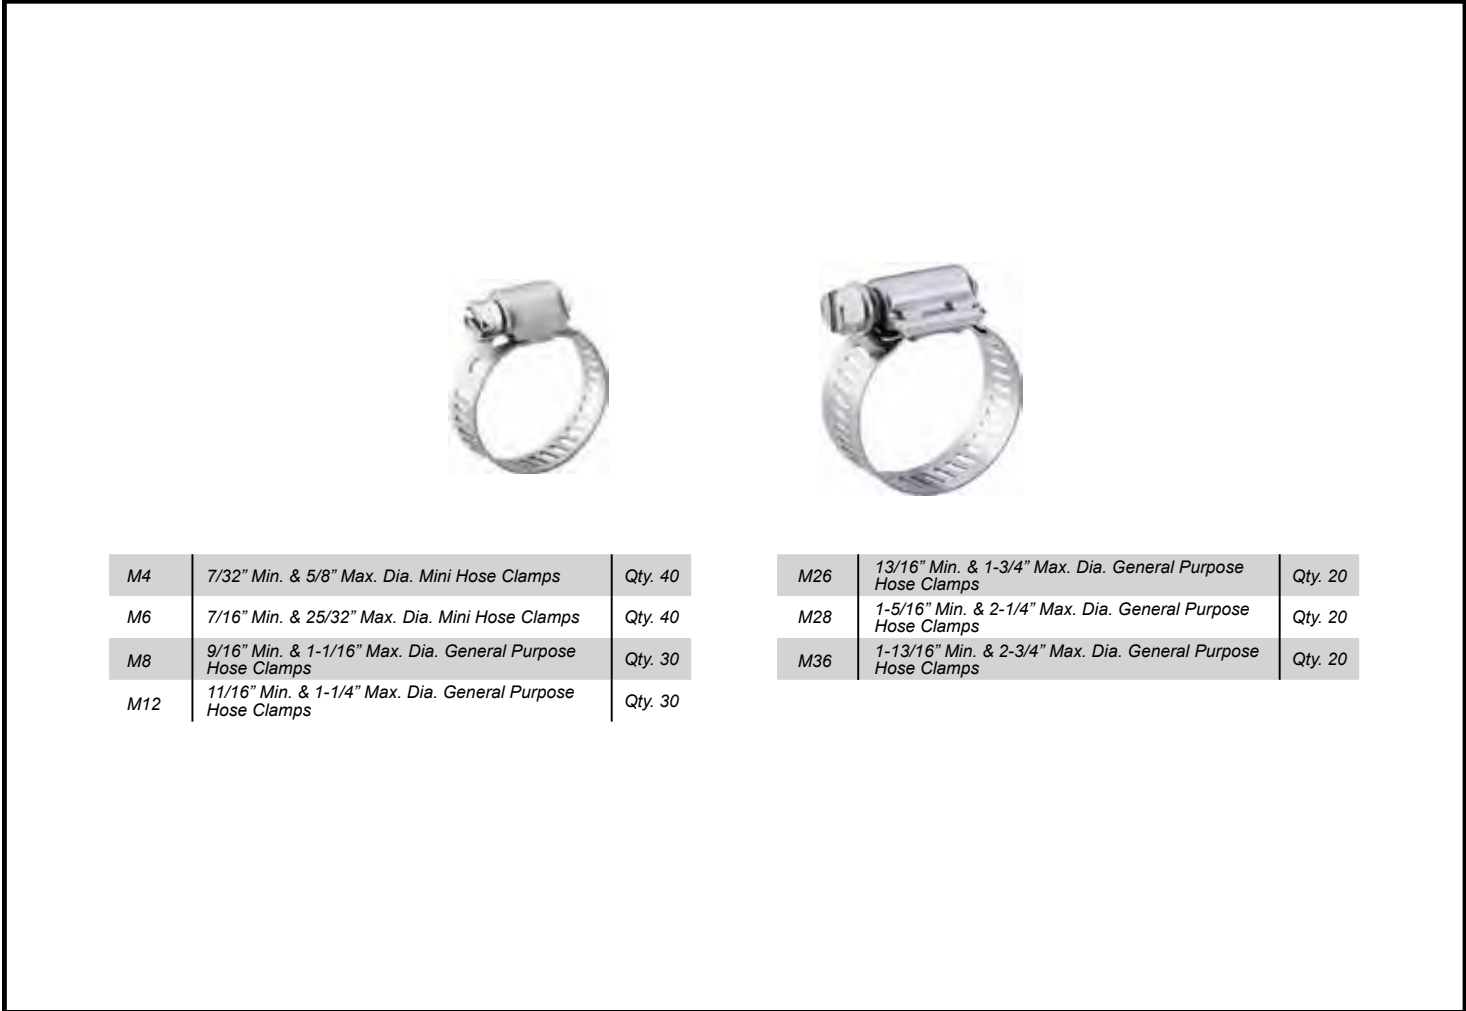 M4 7/32” Min. & 5/8” Max. Dia. Mini Hose Clamps Qty. 40
M6 7/16” Min. & 25/32” Max. Dia. Mini Hose Clamps Qty. 40
M8 9/16” Min. & 1-1/16” Max. Dia. General Purpose
Hose Clamps Qty. 30
M12 11/16” Min. & 1-1/4” Max. Dia. General Purpose
Hose Clamps Qty. 30
M26 13/16” Min. & 1-3/4” Max. Dia. General Purpose
Hose Clamps Qty. 20
M28 1-5/16” Min. & 2-1/4” Max. Dia. General Purpose
Hose Clamps Qty. 20
M36 1-13/16” Min. & 2-3/4” Max. Dia. General Purpose
Hose Clamps Qty. 20